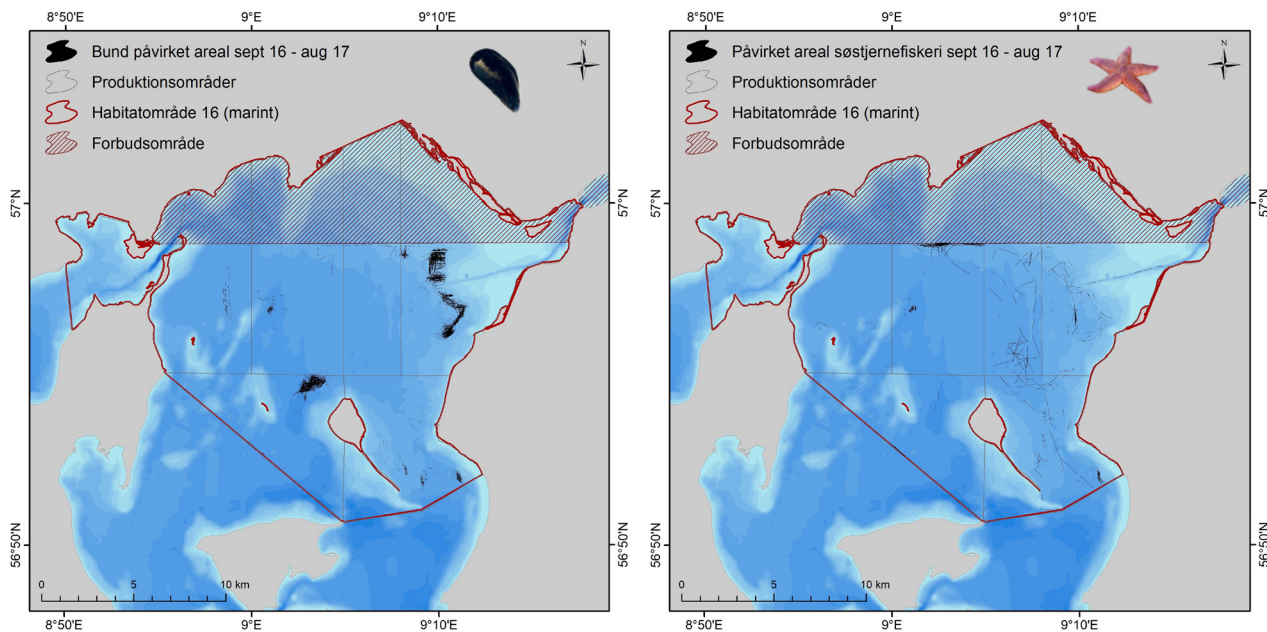 8°50'E 9°E 9°10'E
Bund påvirket areal sept 16 - aug 17
Produktionsområder
Habitatområde 16 (marint)
Forbudsområde
N
57°N
56°50'N
0 5 10 km
8°50'E 9°E 9°10'E
8°50'E 9°E 9°10'E
Påvirket areal søstjernefiskeri sept 16 - aug 17
Produktionsområder
Habitatområde 16 (marint)
Forbudsområde
N
57°N 57°N
56°50'N 56°50'N
0 5 10 km
8°50'E 9°E 9°10'E